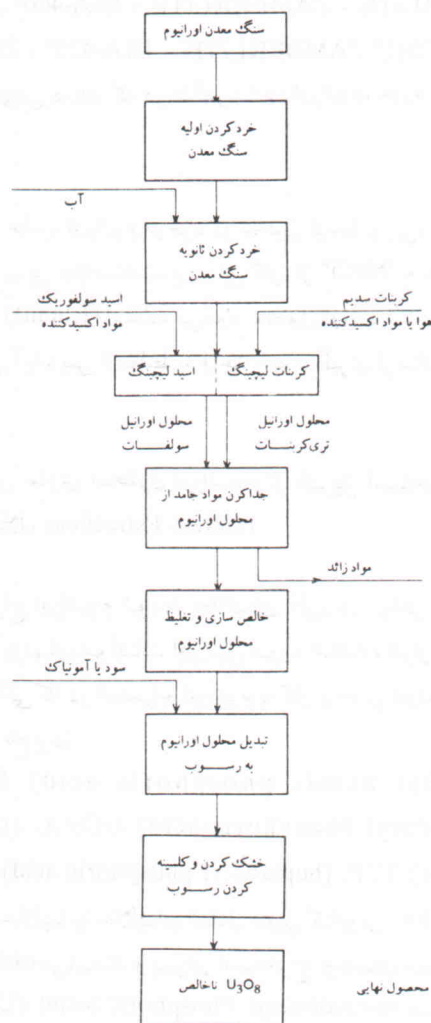 سنگ معدن اورانیوم
خرد کردن اولیه
سنگ معدن
آب
خرد کردن ثانویه
سنگ معدن
اسید سولفوریک
مواد اکسیدکننده
کربنات سدیم
هوا یا مواد اکسیدکننده
کربنات لیچینگ
اسید لیچینگ
محلول اورانیل
تری‌کربنات
محلول اورانیل
سولفات
جداکرن مواد جامد از
محلول اورانیوم
مواد زائد
خالص سازی و تغلیظ
محلول اورانیوم)
سود یا آمونیاک
تبدیل محلول اورانیوم
به رسوب
خشک کردن و کلسینه
کردن رسوب
U3O8 ناخالص
محصول نهایی